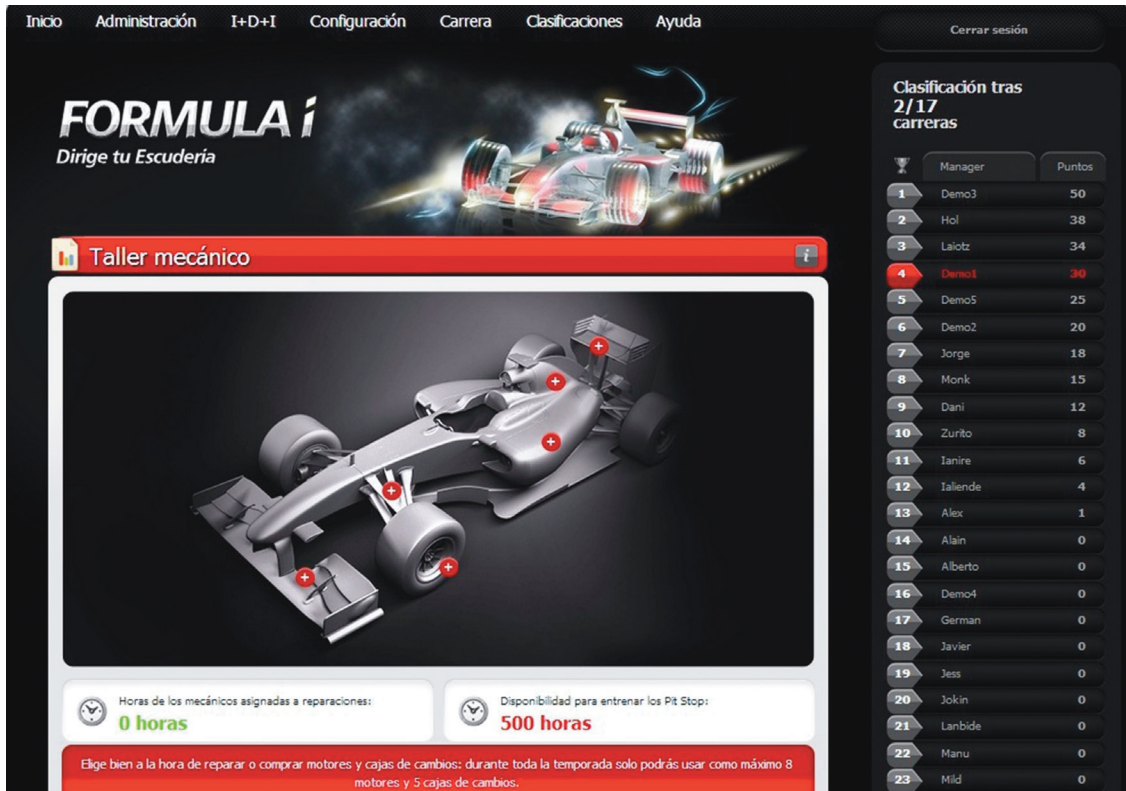 Inicio Administración I+D+I Configuración Carrera Clasificaciones Ayuda
Cerrar sesión
FORMULA i
Dirige tu Escudería
Taller mecánico
i
Horas de los mecánicos asignadas a reparaciones:
0 horas
Disponibilidad para entrenar los Pit Stop:
500 horas
Elige bien a la hora de reparar o comprar motores y cajas de cambios: durante toda la temporada solo podrás usar como máximo 8
motores y 5 cajas de cambios.
Clasificación tras
2/17
carreras
Manager Puntos
1 Demo3 50
2 Hol 38
3 Laiotz 34
4 Demo1 30
5 Demo5 25
6 Demo2 20
7 Jorge 18
8 Monk 15
9 Dani 12
10 Zurito 8
11 Ianire 6
12 Ialiende 4
13 Alex 1
14 Alain 0
15 Alberto 0
16 Demo4 0
17 German 0
18 Javier 0
19 Jess 0
20 Jokin 0
21 Lanbide 0
22 Manu 0
23 Mild 0